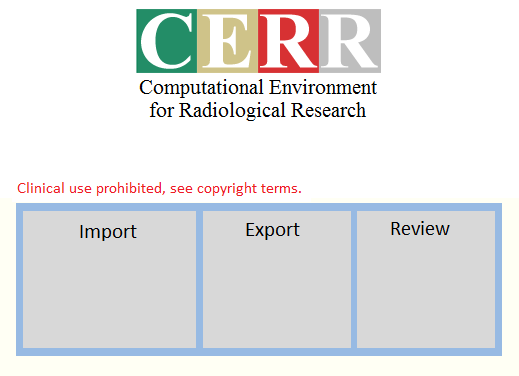 CERR
Computational Environment
for Radiological Research
Clinical use prohibited, see copyright terms.
Import
Export
Review